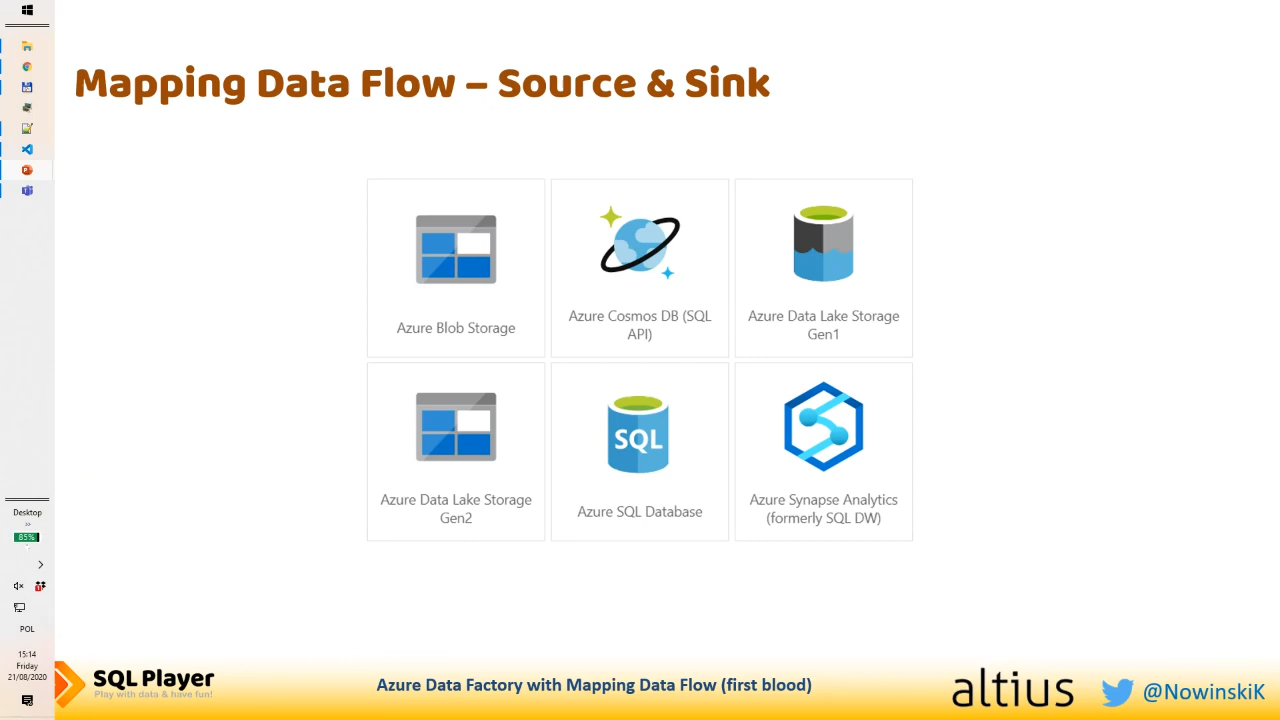 Mapping Data Flow – Source & Sink
Azure Blob Storage
Azure Cosmos DB (SQL
API)
Azure Data Lake Storage
Gen1
Azure Data Lake Storage
Gen2
SQL
Azure SQL Database
Azure Synapse Analytics
(formerly SQL DW)
Desktop
85%
POL
15:14
Friday
21/08/2020
SQL Player
Play with data & have fun!
Azure Data Factory with Mapping Data Flow (first blood)
altius
@NowinskiK